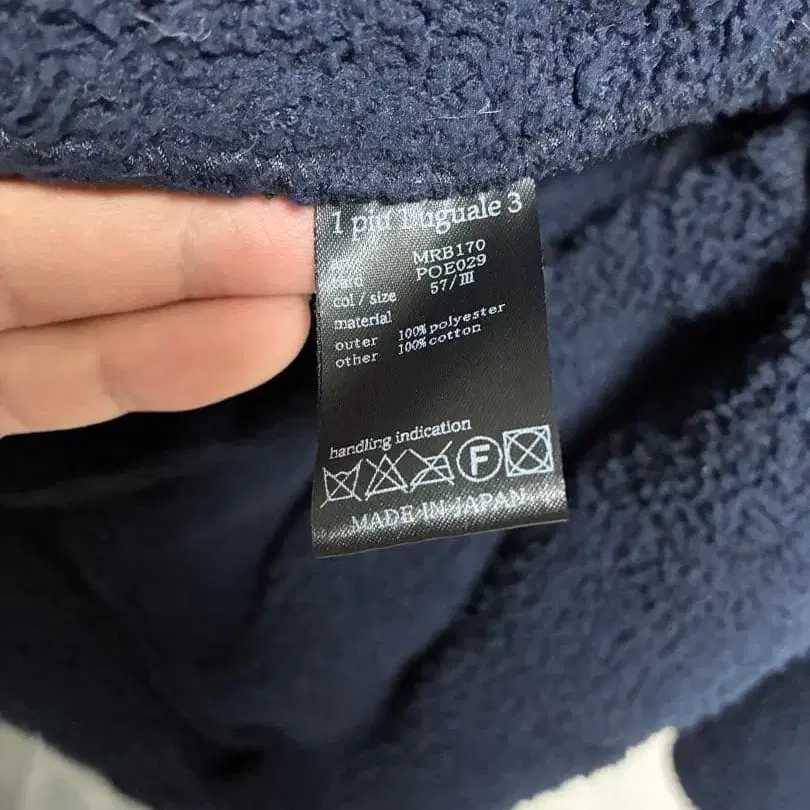 1 piu 1 uguale 3
MRB170
card POE029
col / size 57/III
material
outer 100% polyester
other 100% cotton
handling indication
F
MADE IN JAPAN